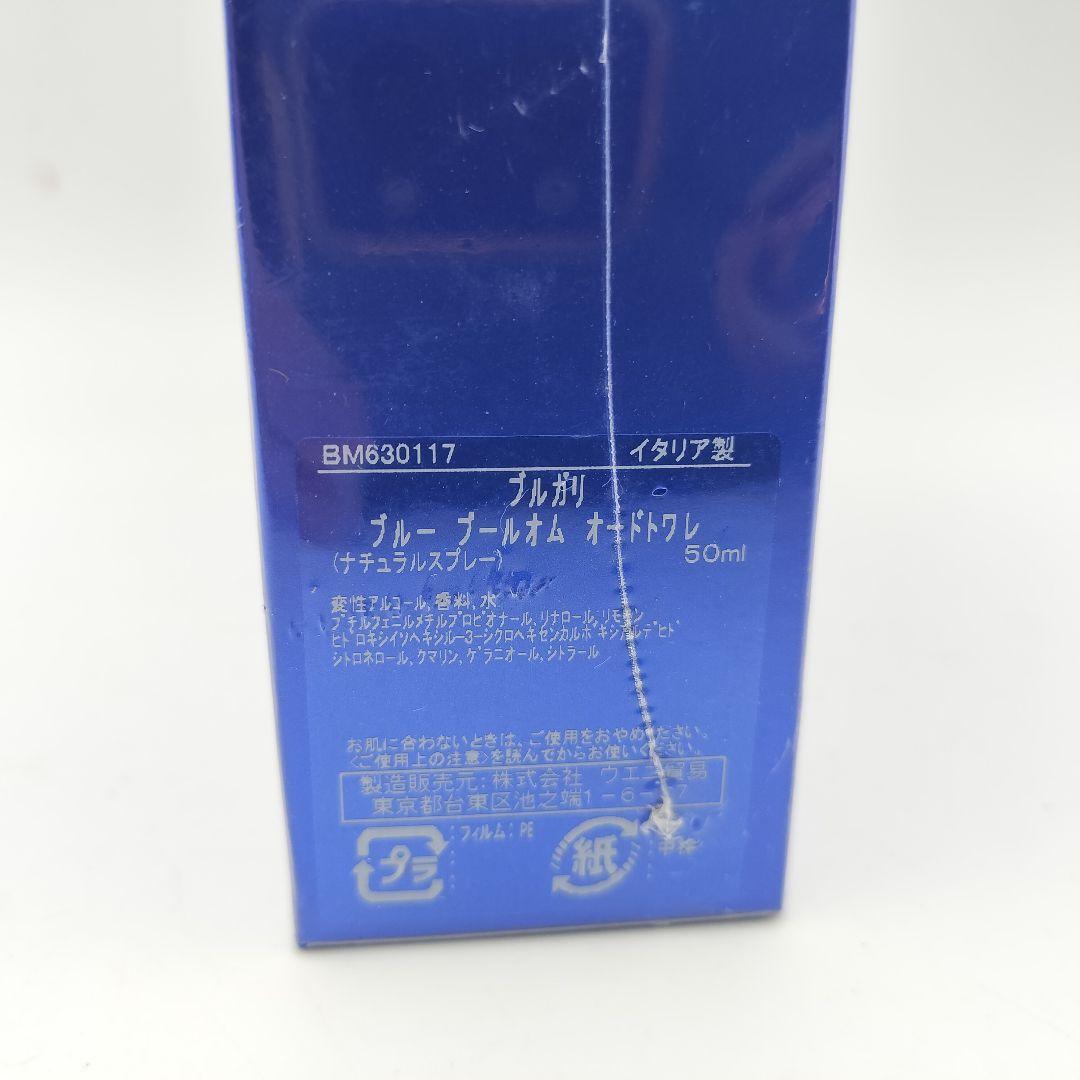 BM630117 イタリア製
ブルガリ
ブルー プールオム オードトワレ
(ナチュラルスプレー) 50ml
変性アルコール、香料、水
ブチルフェニルメチルプロピオナール、リナロール、リモネン
ヒドロキシイソヘキシル-3-シクロヘキセンカルボキシアルデヒド
シトロネロール、クマリン、ゲラニオール、シトラール
お肌に合わないときは、ご使用をおやめください。
〈ご使用上の注意〉を読んでからお使いください。
製造販売元:株式会社 ウエニ貿易
東京都台東区池之端1-6-17
プラ フィルム:PE 紙